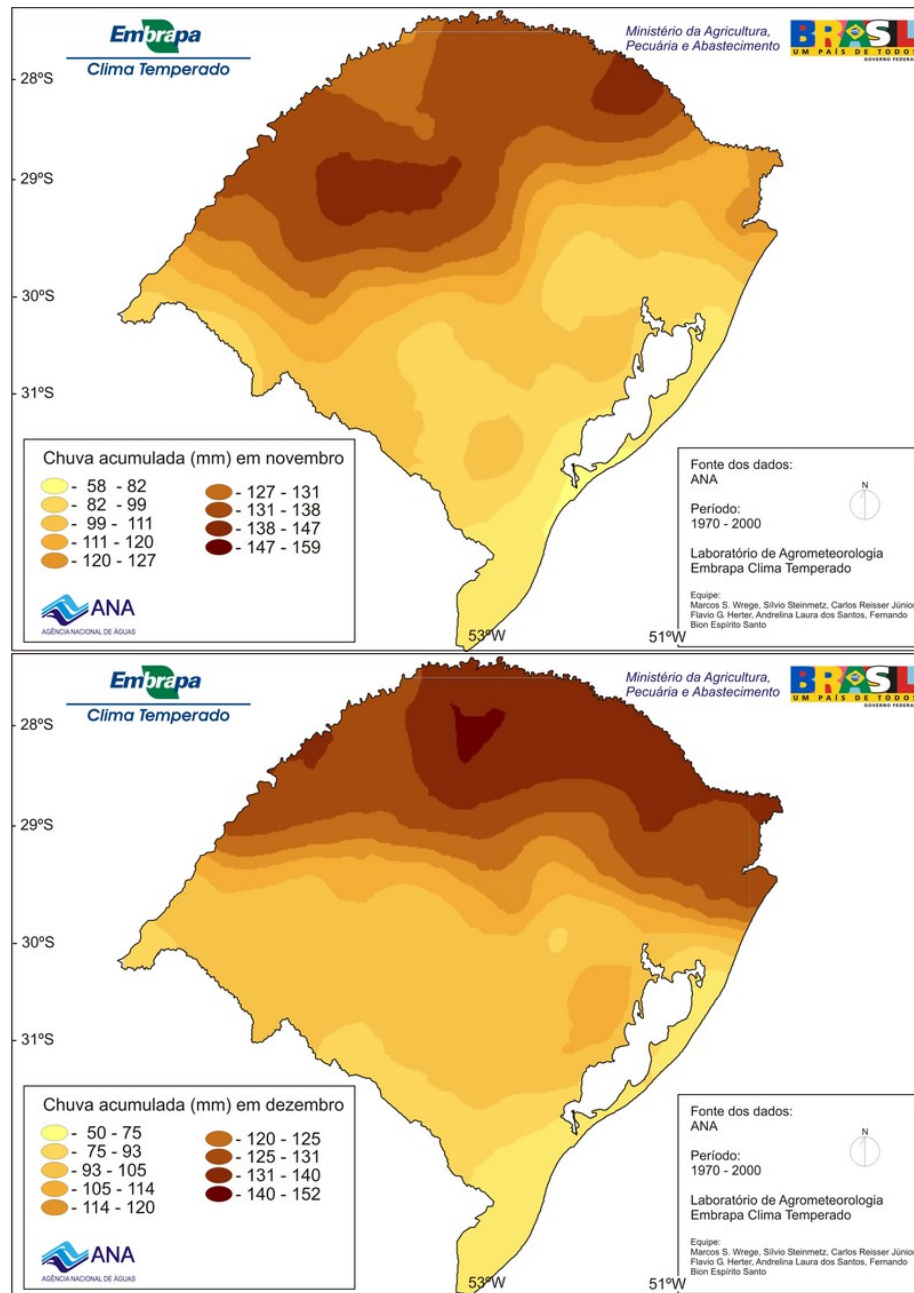 Embrapa
Clima Temperado
Ministério da Agricultura,
Pecuária e Abastecimento
BRASIL
UM PAÍS DE TODOS
GOVERNO FEDERAL
28ºS
29ºS
30ºS
31ºS
Chuva acumulada (mm) em novembro
- 58 - 82
- 82 - 99
- 99 - 111
- 111 - 120
- 120 - 127
- 127 - 131
- 131 - 138
- 138 - 147
- 147 - 159
ANA
AGÊNCIA NACIONAL DE ÁGUAS
53ºW
51ºW
Fonte dos dados:
ANA
N
Período:
1970 - 2000
Laboratório de Agrometeorologia
Embrapa Clima Temperado
Equipe:
Marcos S. Wrege, Sílvio Steinmetz, Carlos Reisser Júnior
Flavio G. Herter, Andrelina Laura dos Santos, Fernando
Bion Espírito Santo
Embrapa
Clima Temperado
Ministério da Agricultura,
Pecuária e Abastecimento
BRASIL
UM PAÍS DE TODOS
GOVERNO FEDERAL
28ºS
29ºS
30ºS
31ºS
Chuva acumulada (mm) em dezembro
- 50 - 75
- 75 - 93
- 93 - 105
- 105 - 114
- 114 - 120
- 120 - 125
- 125 - 131
- 131 - 140
- 140 - 152
ANA
AGÊNCIA NACIONAL DE ÁGUAS
53ºW
51ºW
Fonte dos dados:
ANA
N
Período:
1970 - 2000
Laboratório de Agrometeorologia
Embrapa Clima Temperado
Equipe:
Marcos S. Wrege, Sílvio Steinmetz, Carlos Reisser Júnior
Flavio G. Herter, Andrelina Laura dos Santos, Fernando
Bion Espírito Santo